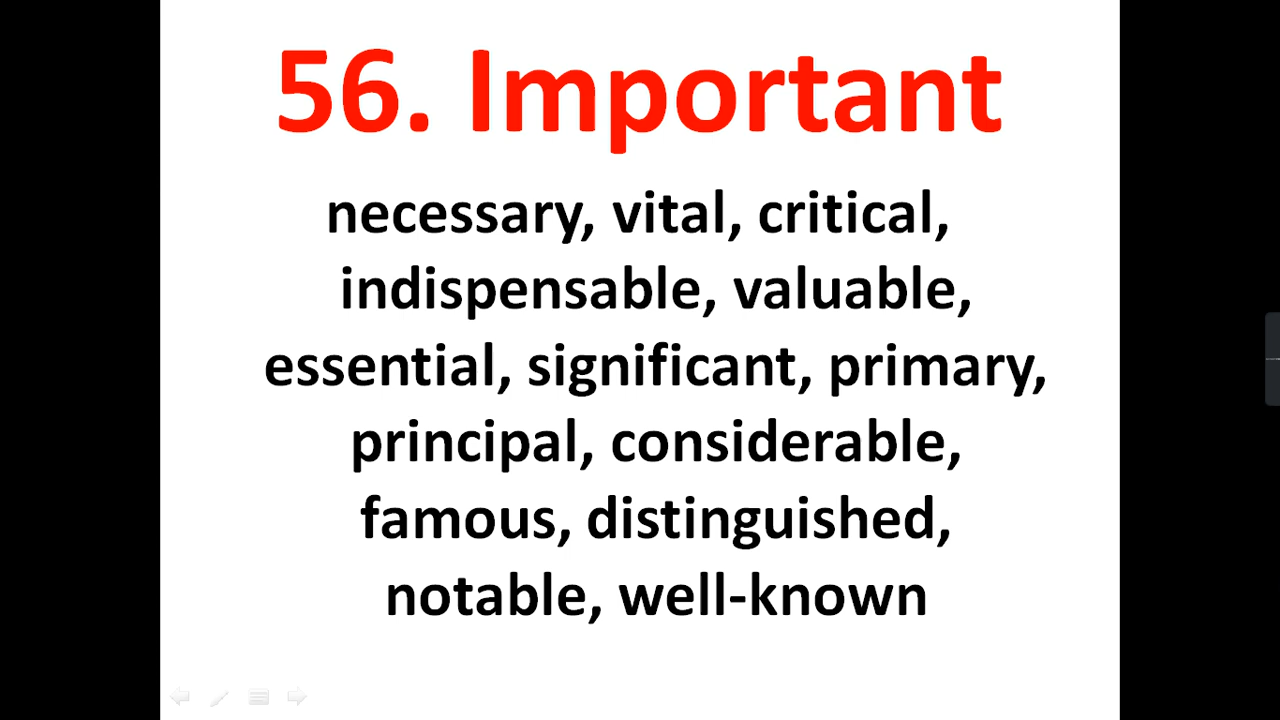 56. Important
necessary, vital, critical,
indispensable, valuable,
essential, significant, primary,
principal, considerable,
famous, distinguished,
notable, well-known